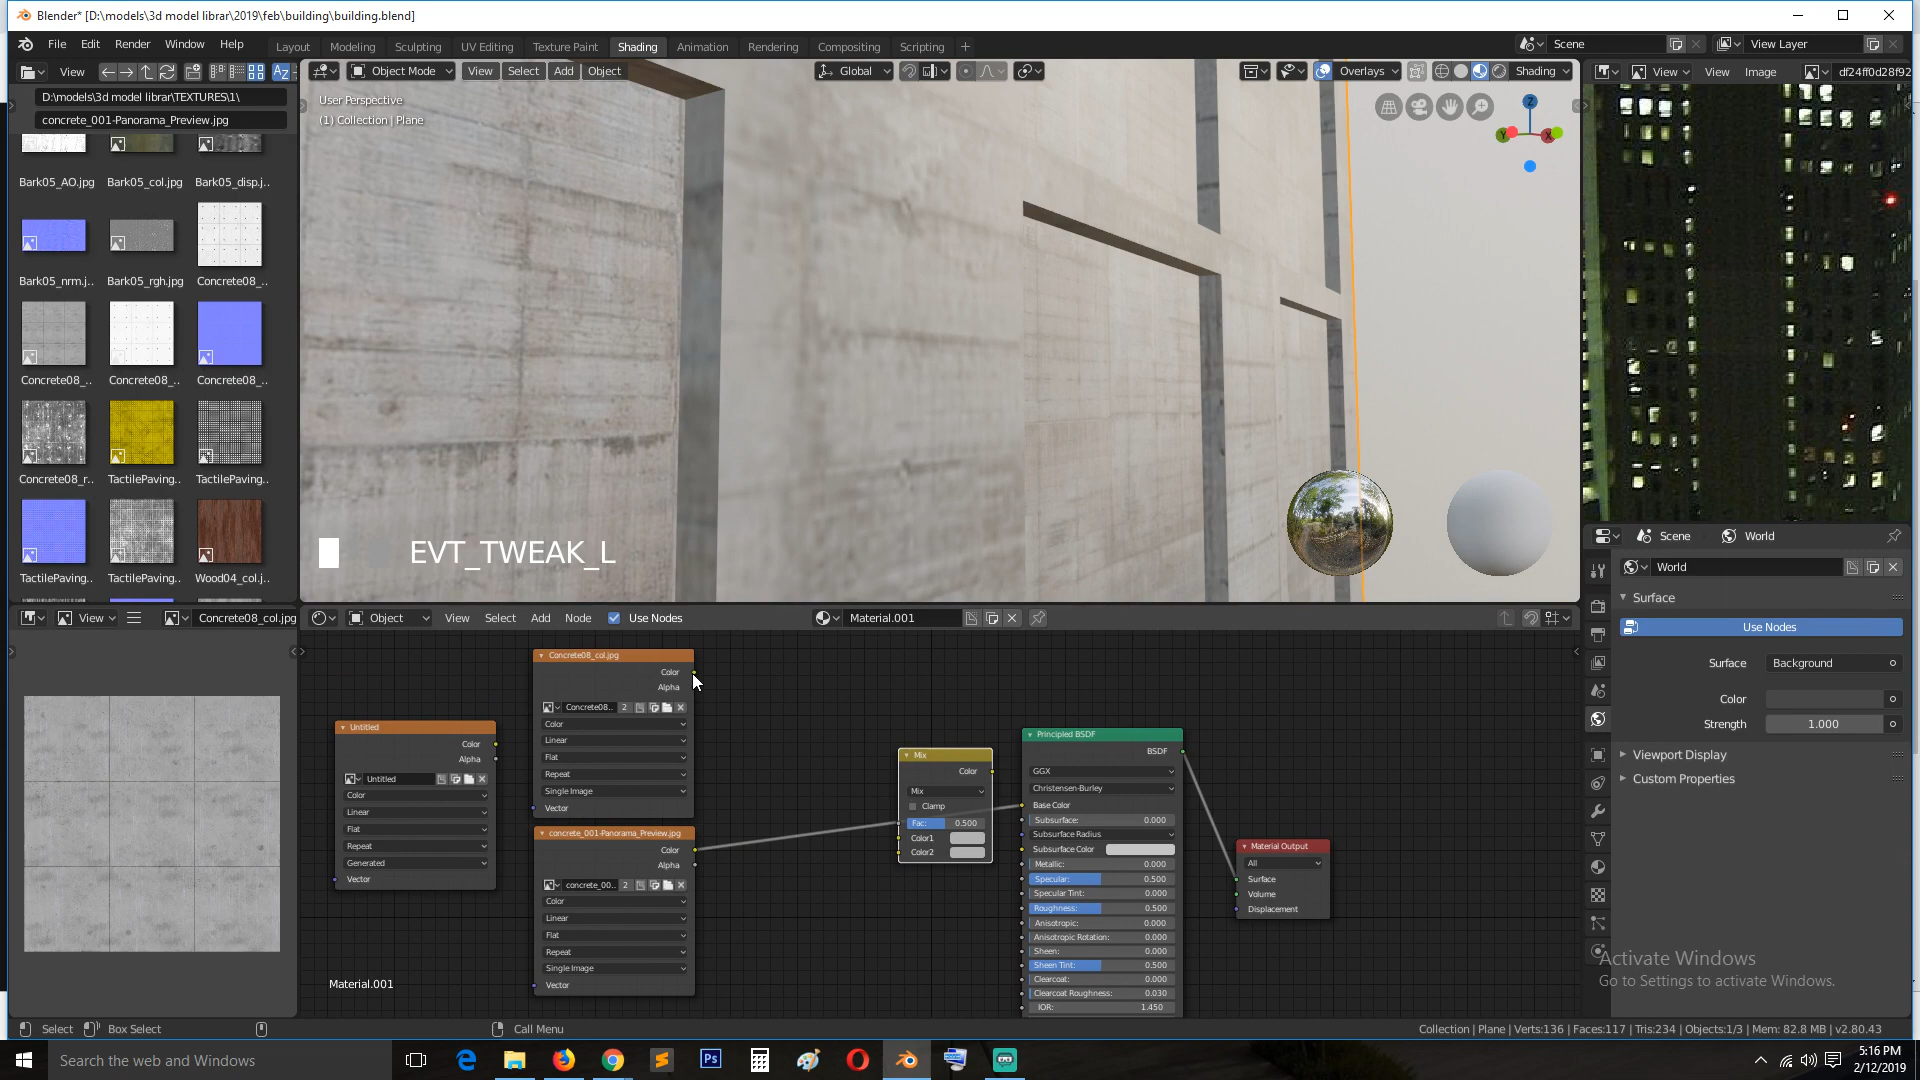 Blender* [D:\models\3d model librar\2019\feb\building\building.blend]
File Edit Render Window Help
Layout Modeling Sculpting UV Editing Texture Paint Shading Animation Rendering Compositing Scripting +
Scene
View Layer
View
AZ
Object Mode
View Select Add Object
Global
Overlays
Shading
View View Image
df24ff0d28f92
D:\models\3d model librar\TEXTURES\1\
concrete_001-Panorama_Preview.jpg
User Perspective
(1) Collection | Plane
Z
Y
X
Bark05_AO.jpg Bark05_col.jpg Bark05_disp.j..
Bark05_nrm.j.. Bark05_rgh.jpg Concrete08_..
Concrete08_.. Concrete08_.. Concrete08_..
Concrete08_r.. TactilePaving.. TactilePaving..
TactilePaving.. TactilePaving.. Wood04_col.j..
EVT_TWEAK_L
Scene World
World
Surface
Use Nodes
Surface Background
Color
Strength 1.000
Viewport Display
Custom Properties
View
Concrete08_col.jpg
Object View Select Add Node Use Nodes
Material.001
Concrete08_col.jpg
Color
Alpha
Concrete08.. 2
Color
Linear
Flat
Repeat
Single Image
Vector
Untitled
Color
Alpha
Untitled
Color
Linear
Flat
Repeat
Generated
Vector
concrete_001-Panorama_Preview.jpg
Color
Alpha
concrete_00.. 2
Color
Linear
Flat
Repeat
Single Image
Vector
Mix
Color
Mix
Clamp
Fac: 0.500
Color1
Color2
Principled BSDF
BSDF
GGX
Christensen-Burley
Base Color
Subsurface: 0.000
Subsurface Radius
Subsurface Color
Metallic: 0.000
Specular: 0.500
Specular Tint: 0.000
Roughness: 0.500
Anisotropic: 0.000
Anisotropic Rotation: 0.000
Sheen: 0.000
Sheen Tint: 0.500
Clearcoat: 0.000
Clearcoat Roughness: 0.030
IOR: 1.450
Material Output
All
Surface
Volume
Displacement
Material.001
Activate Windows
Go to Settings to activate Windows.
Select Box Select Call Menu
Collection | Plane | Verts:136 | Faces:117 | Tris:234 | Objects:1/3 | Mem: 82.8 MB | v2.80.43
Search the web and Windows
Ps
5:16 PM
2/12/2019